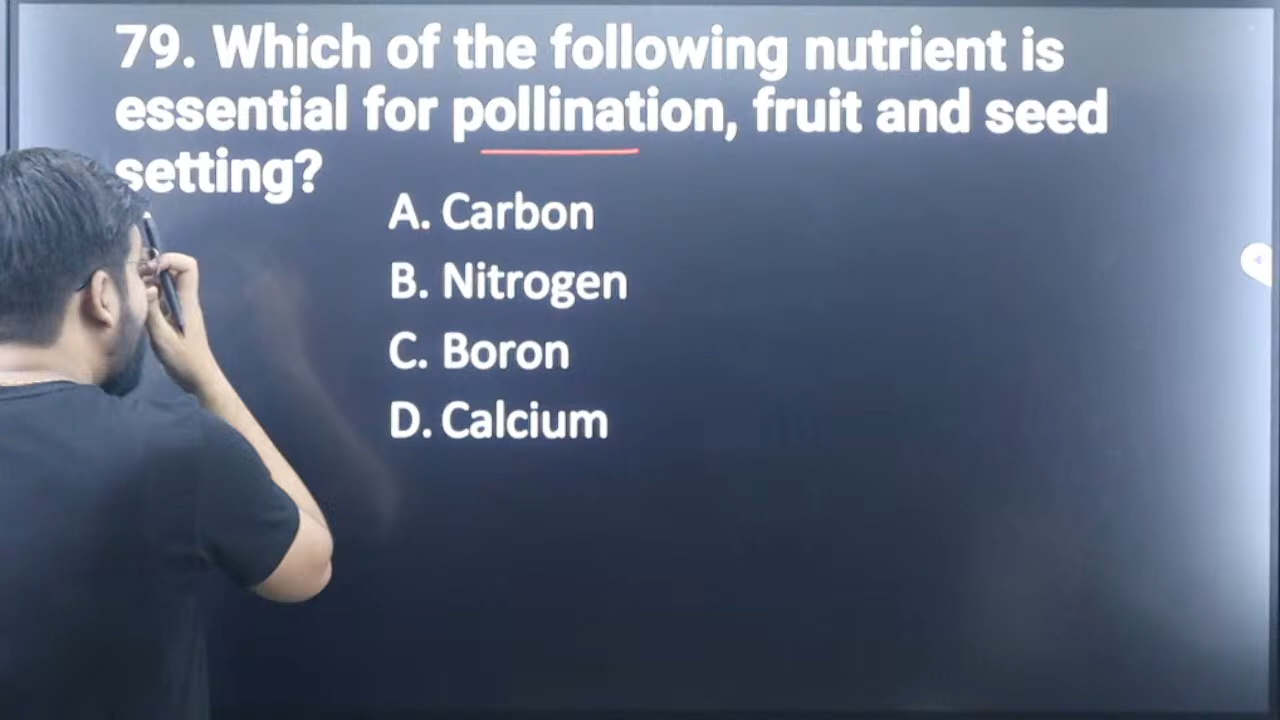 79. Which of the following nutrient is
essential for pollination, fruit and seed
setting?
A. Carbon
B. Nitrogen
C. Boron
D. Calcium